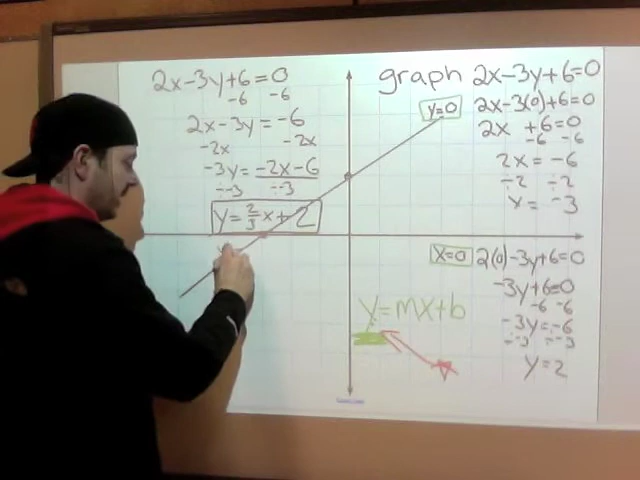 2x-3y+6=0
-6 -6
2x-3y=-6
-2x -2x
-3y=-2x-6
÷-3 ÷-3
y=2/3x+2
graph 2x-3y+6=0
y=0 2x-3(0)+6=0
2x +6=0
-6 -6
2x=-6
÷2 ÷2
x=-3
x=0 2(0)-3y+6=0
-3y+6=0
-6 -6
-3y=-6
÷-3 ÷-3
y=2
y=mx+b